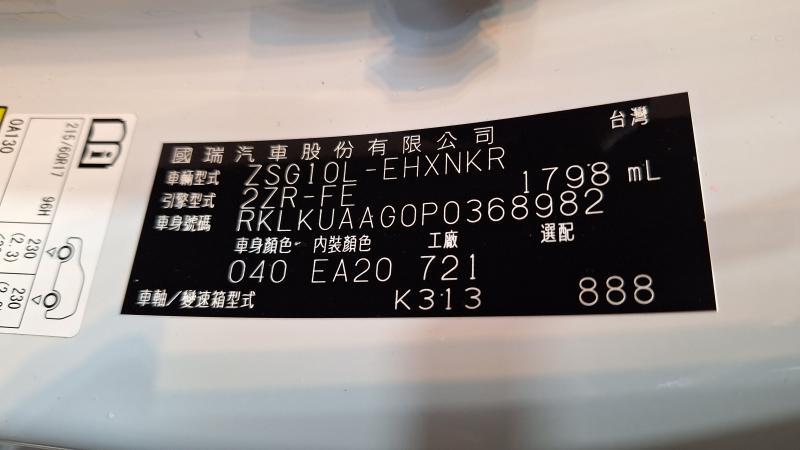 台灣
國瑞汽車股份有限公司
車輛型式 ZSG10L-EHXNKR
引擎型式 2ZR-FE 1798 mL
車身號碼 RKLKUAAG0P0368982
車身顏色 內裝顏色 工廠 選配
040 EA20 721
車軸/變速箱型式 K313 888
0A130
215/60R17 96H
230
(2.3)
230